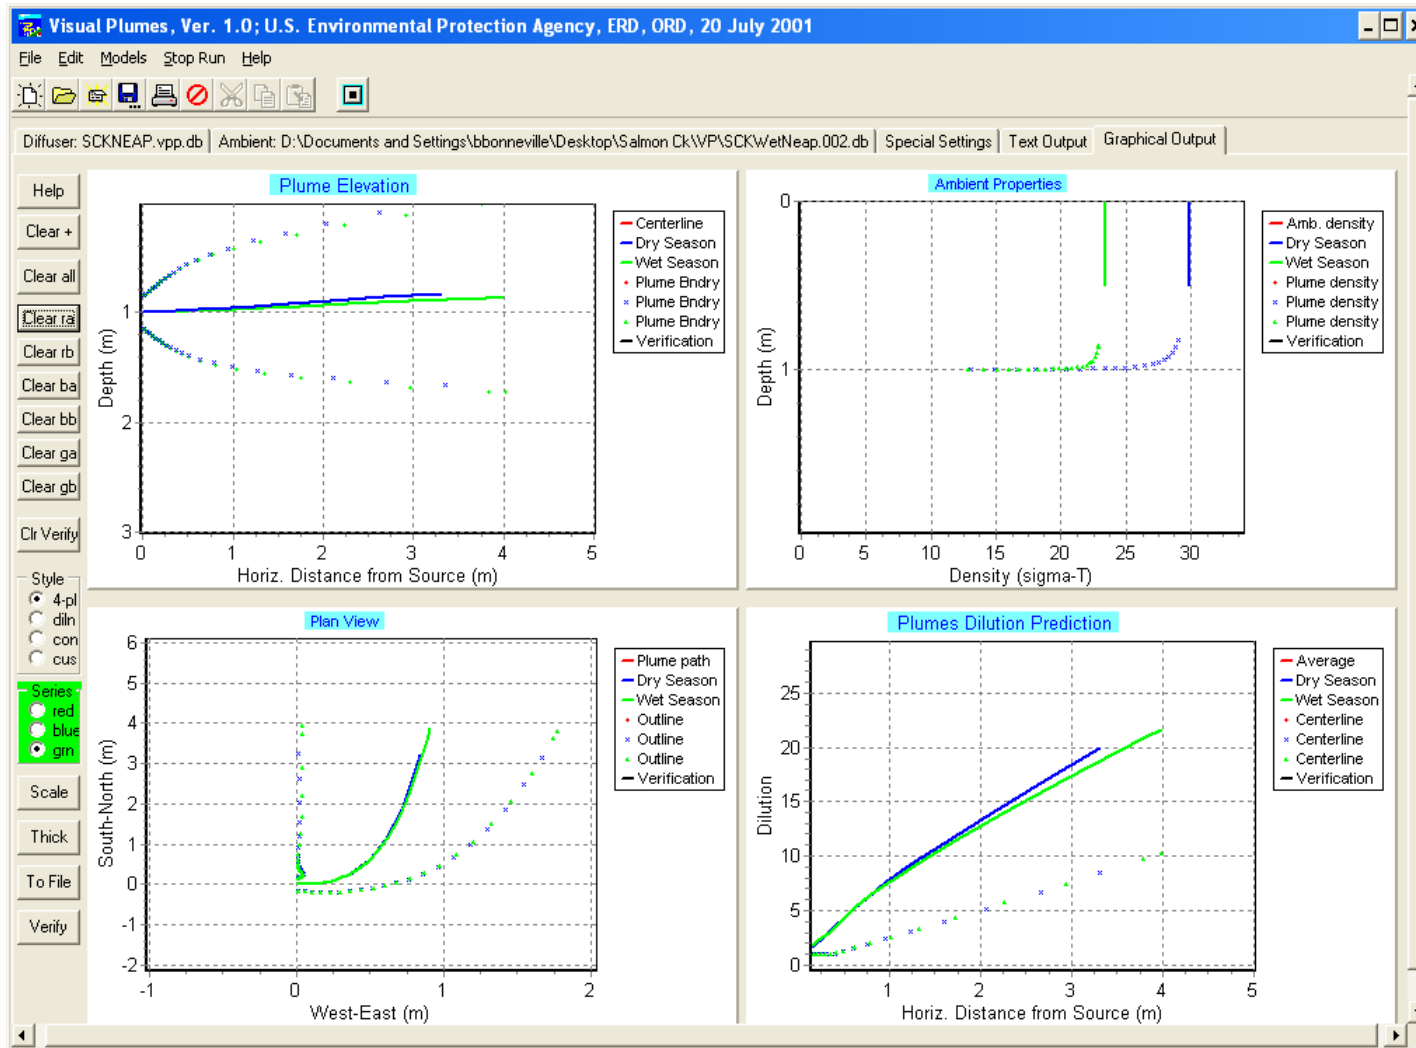 Visual Plumes, Ver. 1.0; U.S. Environmental Protection Agency, ERD, ORD, 20 July 2001
File Edit Models Stop Run Help
Diffuser: SCKNEAP.vpp.db Ambient: D:\Documents and Settings\bbonneville\Desktop\Salmon Ck\VP\SCKWetNeap.002.db Special Settings Text Output Graphical Output
Help
Clear +
Clear all
Clear ra
Clear rb
Clear ba
Clear bb
Clear ga
Clear gb
Clr Verify
Style
4-pl
diln
con
cus
Series
red
blue
grn
Scale
Thick
To File
Verify
Plume Elevation
Depth (m)
1
2
3
0 1 2 3 4 5
Horiz. Distance from Source (m)
Centerline
Dry Season
Wet Season
Plume Bndry
Plume Bndry
Plume Bndry
Verification
Ambient Properties
Depth (m)
0
1
0 5 10 15 20 25 30
Density (sigma-T)
Amb. density
Dry Season
Wet Season
Plume density
Plume density
Plume density
Verification
Plan View
South-North (m)
6
5
4
3
2
1
0
-1
-2
-1 0 1 2
West-East (m)
Plume path
Dry Season
Wet Season
Outline
Outline
Outline
Verification
Plumes Dilution Prediction
Dilution
25
20
15
10
5
0
1 2 3 4 5
Horiz. Distance from Source (m)
Average
Dry Season
Wet Season
Centerline
Centerline
Centerline
Verification